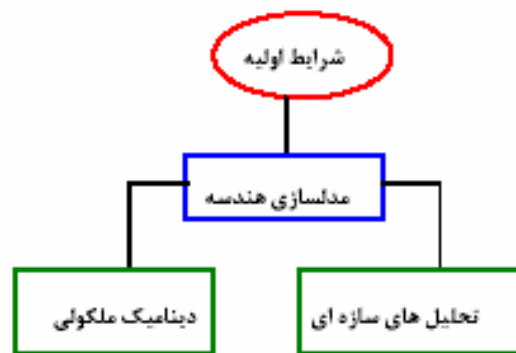 شرایط اولیه
مدلسازی هندسه
تحلیل های سازه ای
دینامیک ملکولی